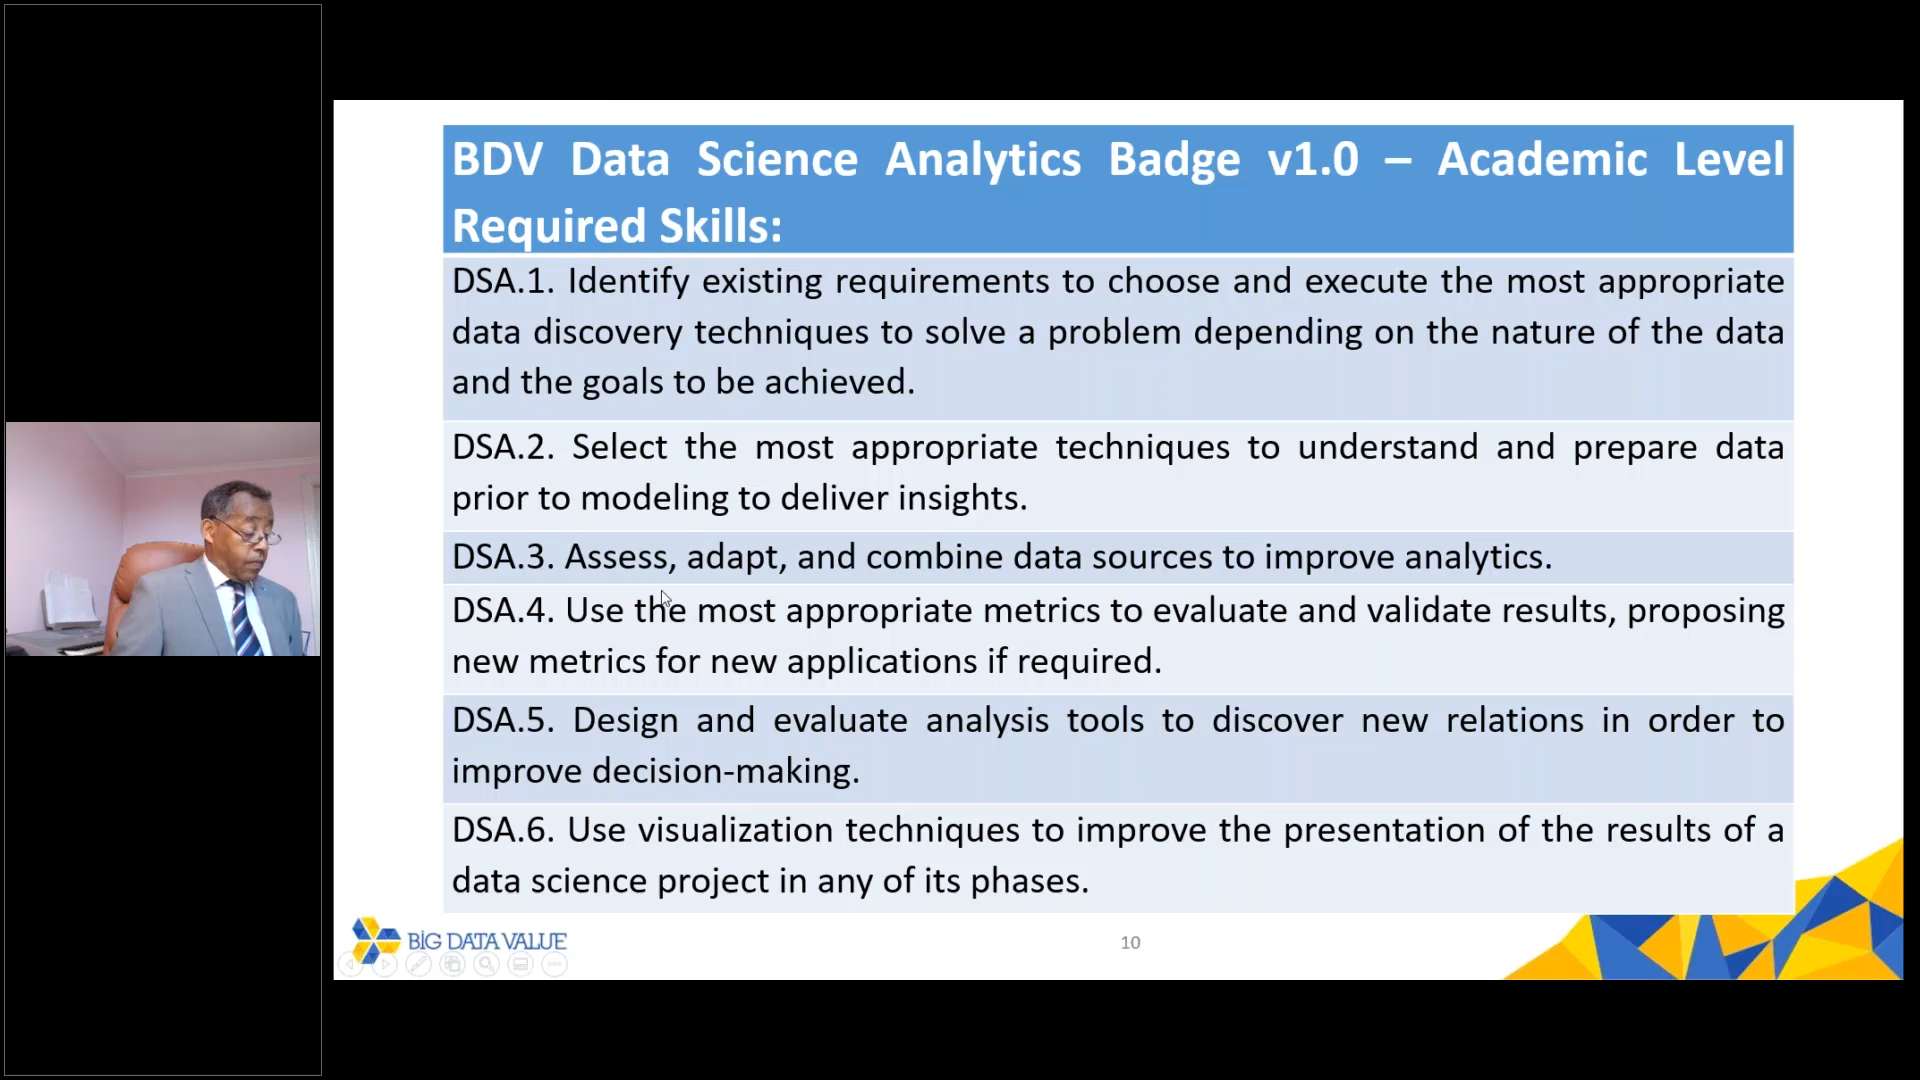 BDV Data Science Analytics Badge v1.0 – Academic Level
Required Skills:
DSA.1. Identify existing requirements to choose and execute the most appropriate
data discovery techniques to solve a problem depending on the nature of the data
and the goals to be achieved.
DSA.2. Select the most appropriate techniques to understand and prepare data
prior to modeling to deliver insights.
DSA.3. Assess, adapt, and combine data sources to improve analytics.
DSA.4. Use the most appropriate metrics to evaluate and validate results, proposing
new metrics for new applications if required.
DSA.5. Design and evaluate analysis tools to discover new relations in order to
improve decision-making.
DSA.6. Use visualization techniques to improve the presentation of the results of a
data science project in any of its phases.
BIG DATA VALUE
10